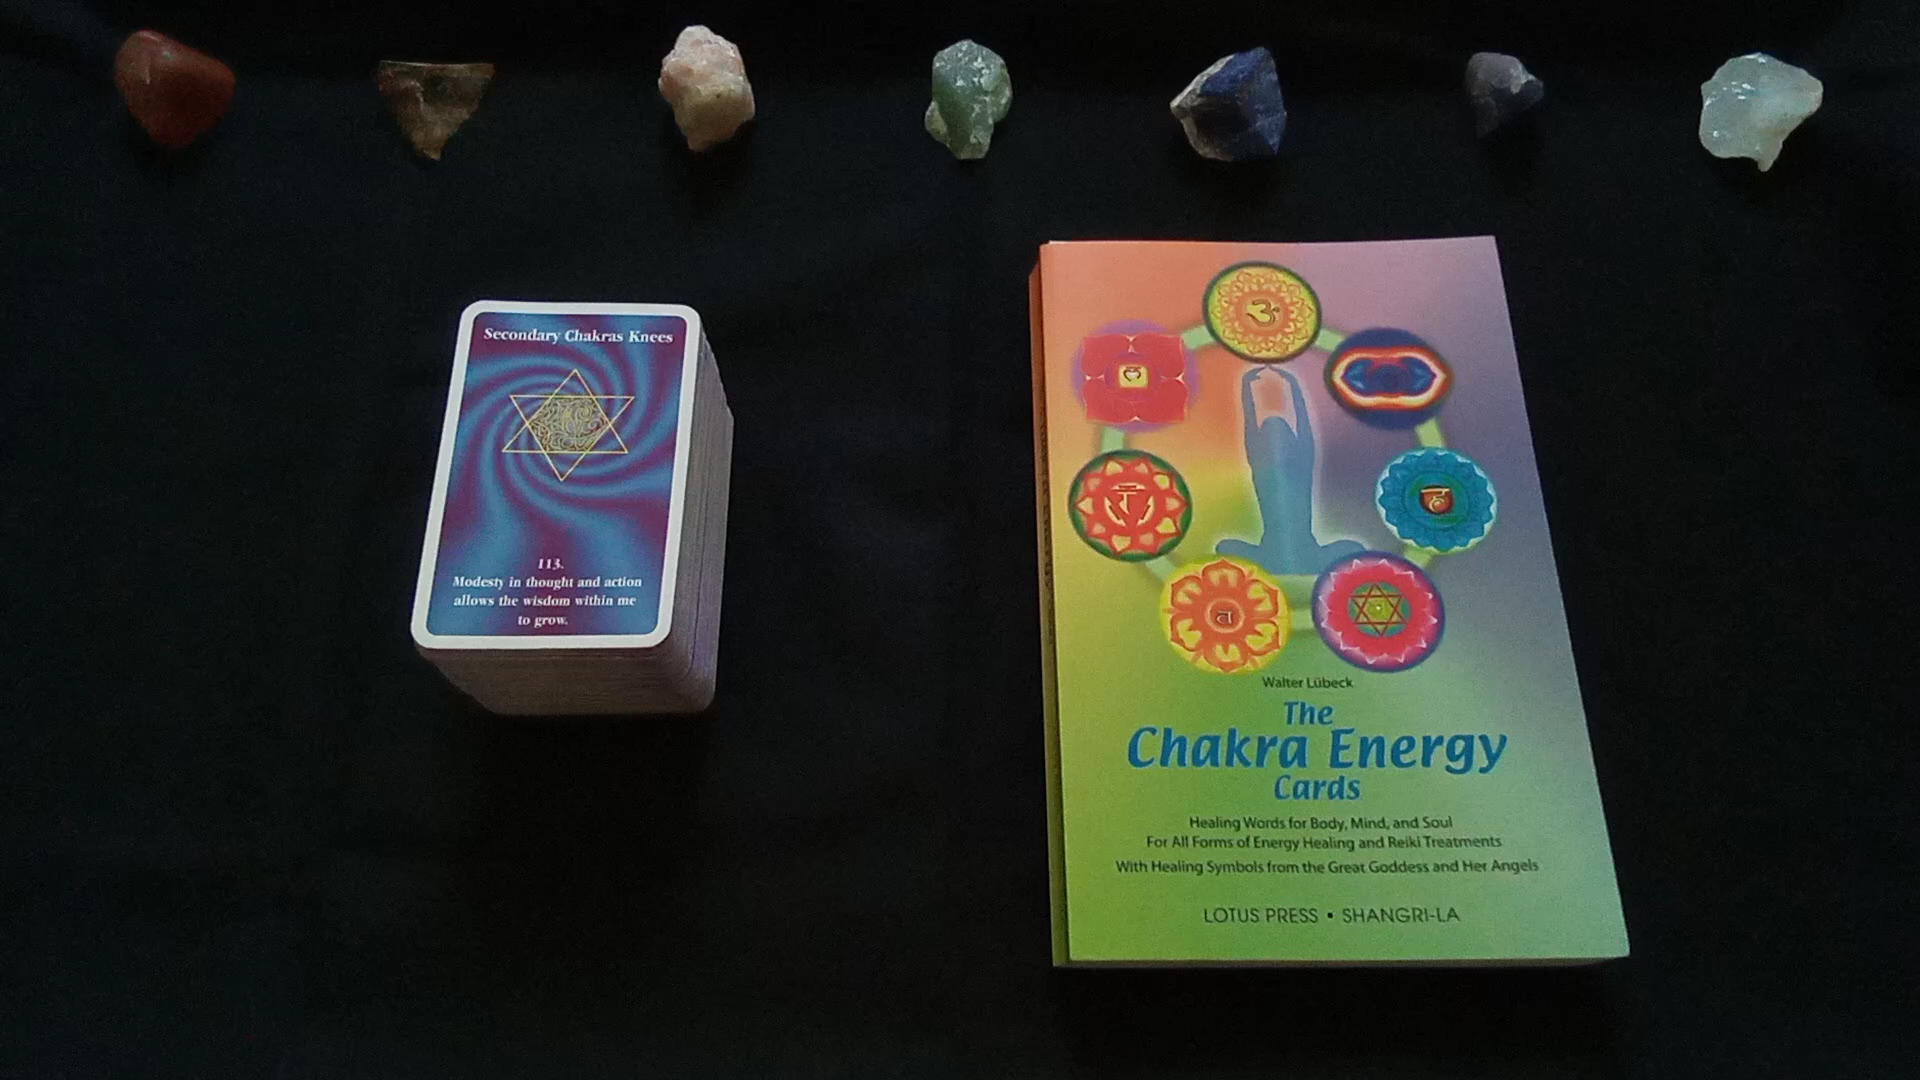 Secondary Chakras Knees
113.
Modesty in thought and action
allows the wisdom within me
to grow.
Walter Lübeck
The
Chakra Energy
Cards
Healing Words for Body, Mind, and Soul
For All Forms of Energy Healing and Reiki Treatments
With Healing Symbols from the Great Goddess and Her Angels
LOTUS PRESS • SHANGRI-LA